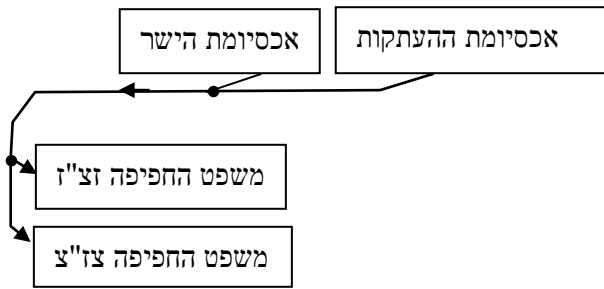 אכסיומת ההעתקות
אכסיומת הישר
משפט החפיפה זצ"ז
משפט החפיפה צז"צ